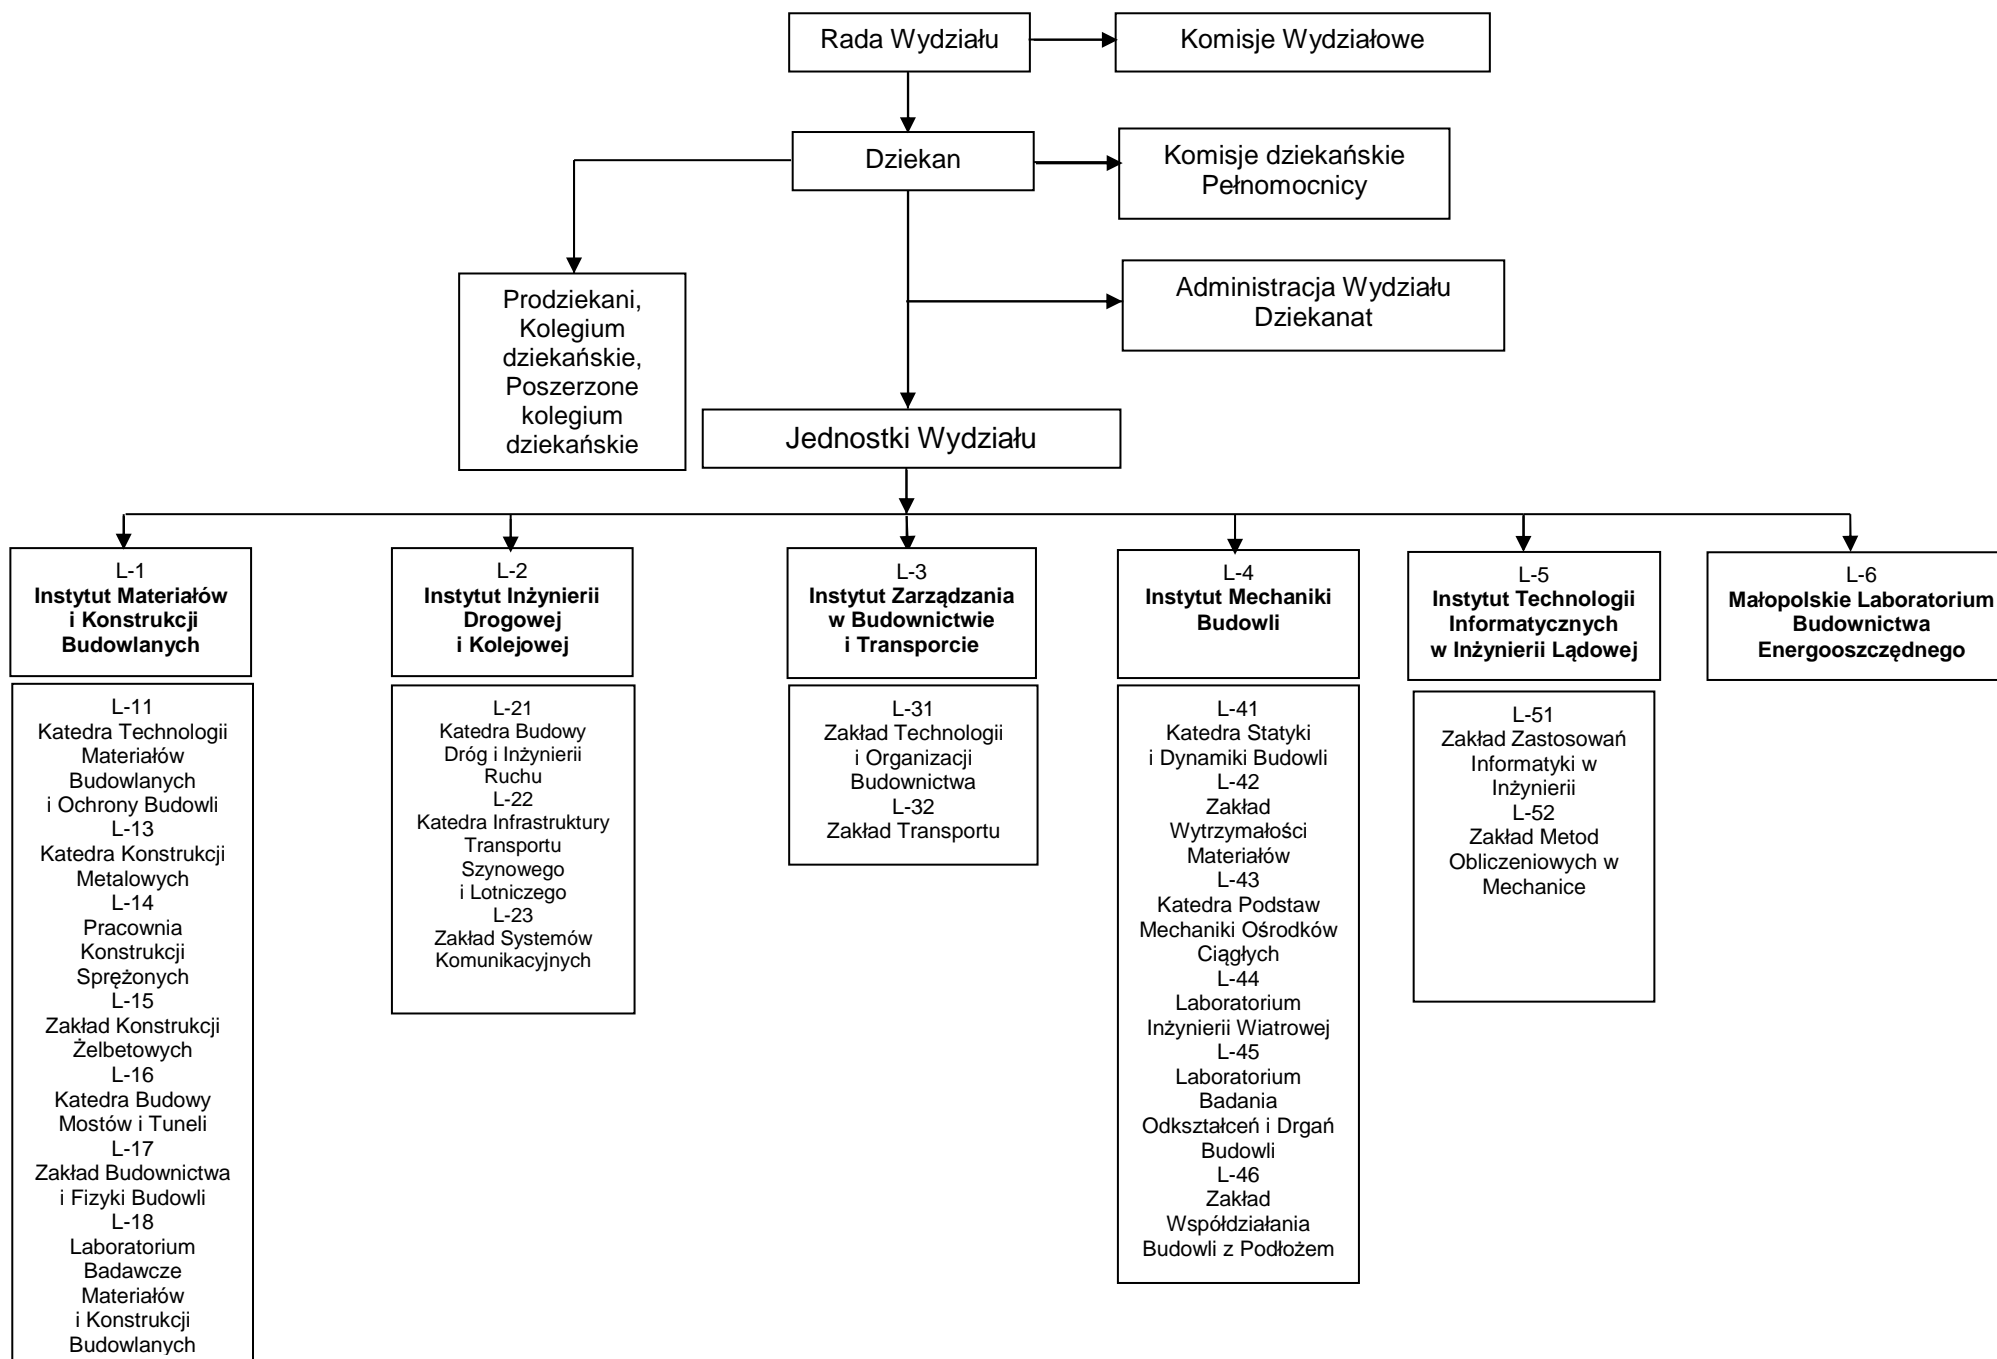 Rada Wydziału
Komisje Wydziałowe
Dziekan
Komisje dziekańskie
Pełnomocnicy
Administracja Wydziału
Dziekanat
Prodziekani,
Kolegium
dziekańskie,
Poszerzone
kolegium
dziekańskie
Jednostki Wydziału
L-1
Instytut Materiałów
i Konstrukcji
Budowlanych
L-2
Instytut Inżynierii
Drogowej
i Kolejowej
L-3
Instytut Zarządzania
w Budownictwie
i Transporcie
L-4
Instytut Mechaniki
Budowli
L-5
Instytut Technologii
Informatycznych
w Inżynierii Lądowej
L-6
Małopolskie Laboratorium
Budownictwa
Energooszczędnego
L-11
Katedra Technologii
Materiałów
Budowlanych
i Ochrony Budowli
L-13
Katedra Konstrukcji
Metalowych
L-14
Pracownia
Konstrukcji
Sprężonych
L-15
Zakład Konstrukcji
Żelbetowych
L-16
Katedra Budowy
Mostów i Tuneli
L-17
Zakład Budownictwa
i Fizyki Budowli
L-18
Laboratorium
Badawcze
Materiałów
i Konstrukcji
Budowlanych
L-21
Katedra Budowy
Dróg i Inżynierii
Ruchu
L-22
Katedra Infrastruktury
Transportu
Szynowego
i Lotniczego
L-23
Zakład Systemów
Komunikacyjnych
L-31
Zakład Technologii
i Organizacji
Budownictwa
L-32
Zakład Transportu
L-41
Katedra Statyki
i Dynamiki Budowli
L-42
Zakład
Wytrzymałości
Materiałów
L-43
Katedra Podstaw
Mechaniki Ośrodków
Ciągłych
L-44
Laboratorium
Inżynierii Wiatrowej
L-45
Laboratorium
Badania
Odkształceń i Drgań
Budowli
L-46
Zakład
Współdziałania
Budowli z Podłożem
L-51
Zakład Zastosowań
Informatyki w
Inżynierii
L-52
Zakład Metod
Obliczeniowych w
Mechanice